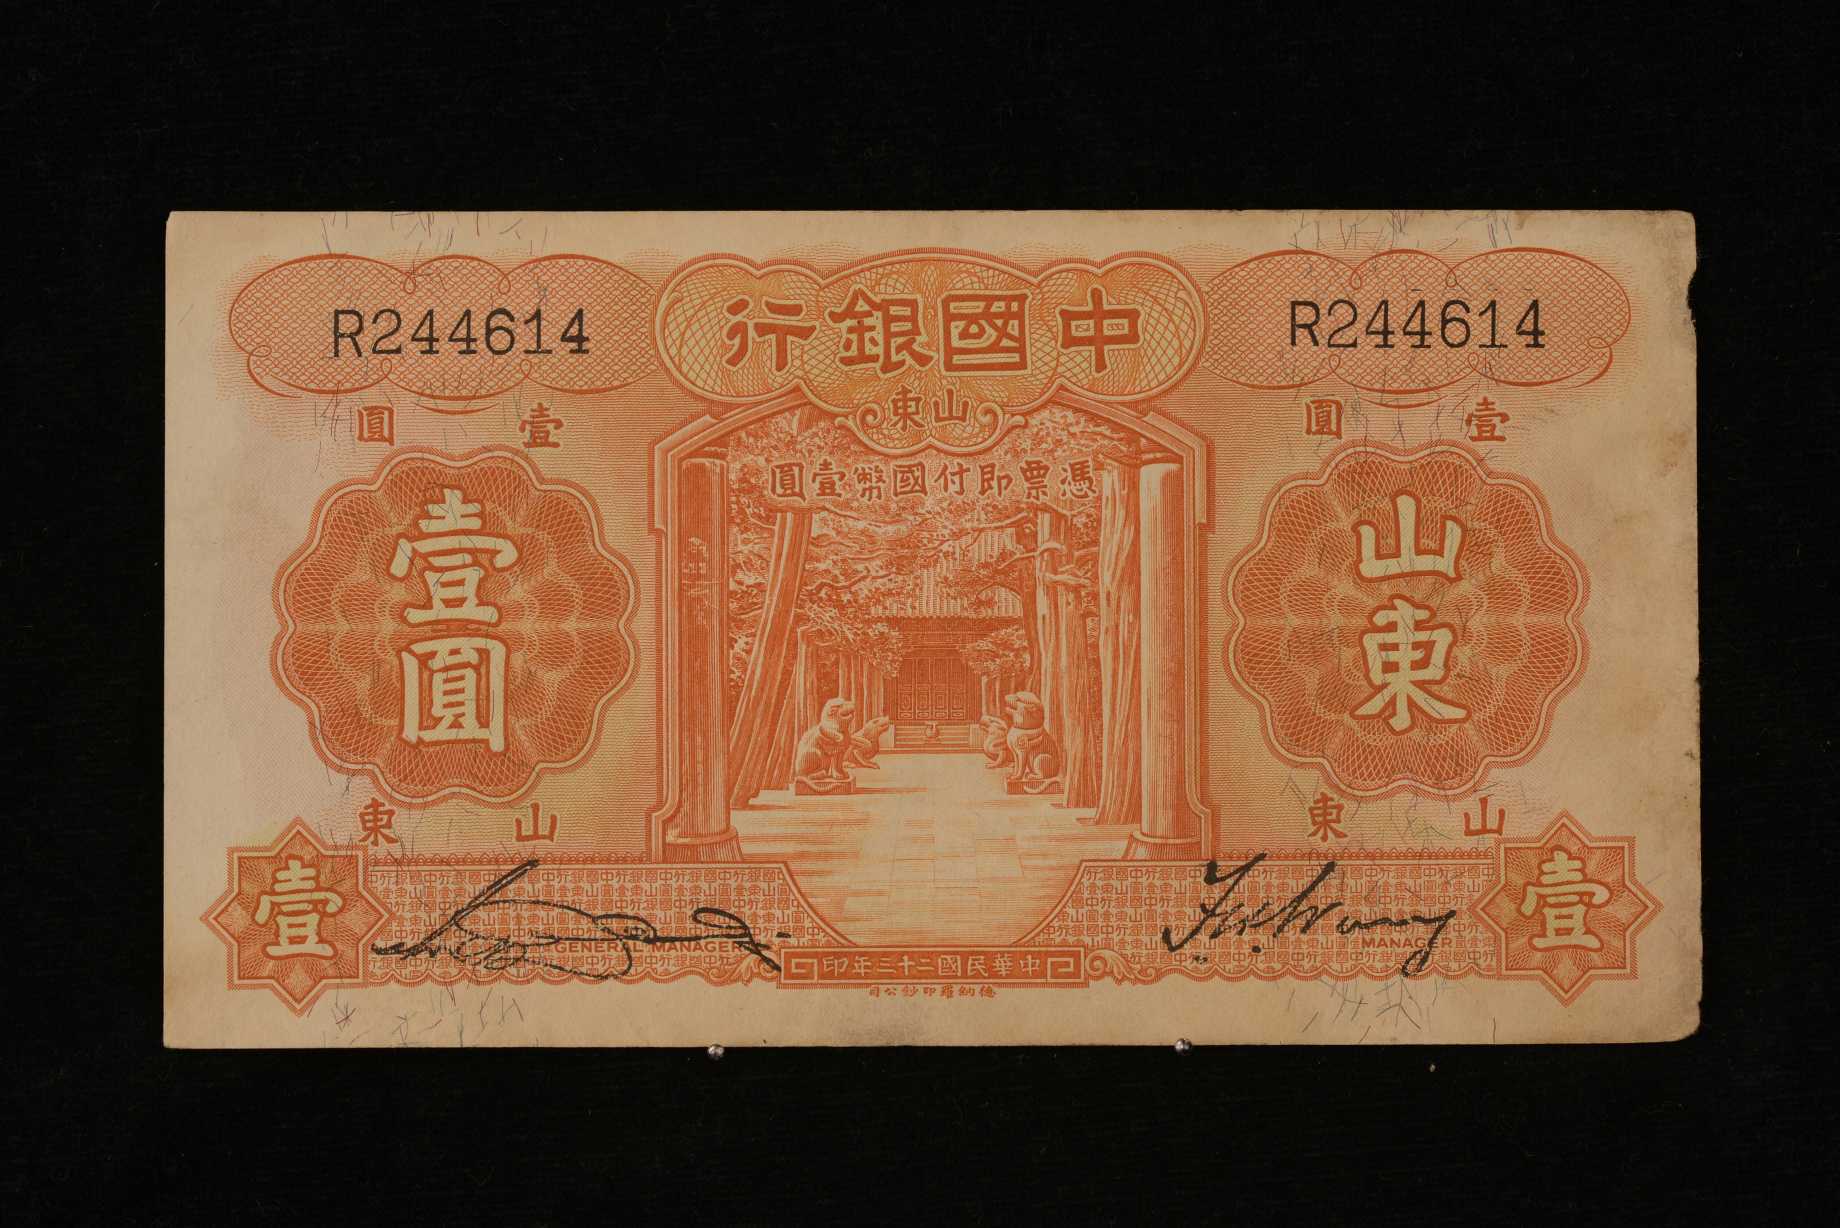 中國銀行
R244614
R244614
山東
壹圓
壹圓
憑票即付國幣壹圓
山東
壹圓
山東
山東
壹
壹
GENERAL MANAGER
MANAGER
中華民國二十三年印
德納羅印鈔公司